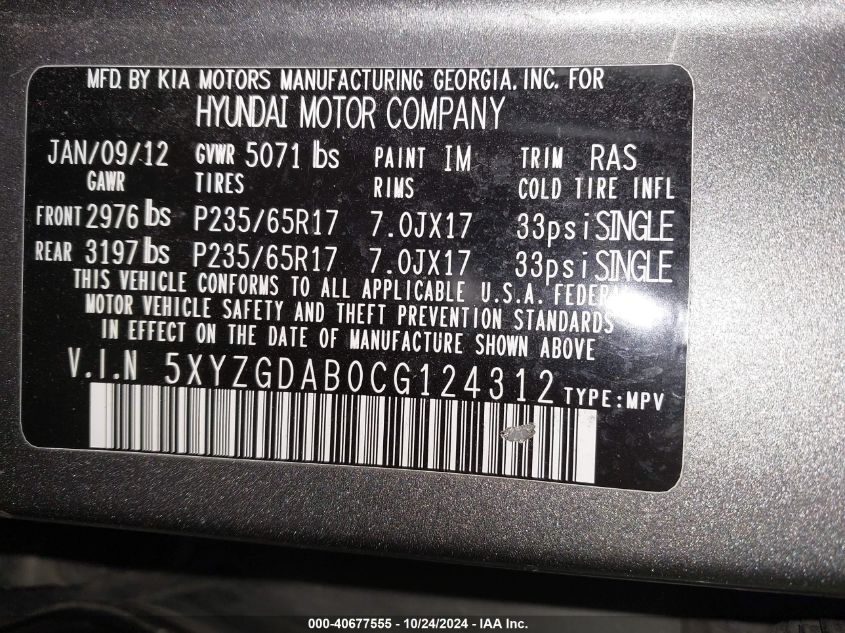 MFD. BY KIA MOTORS MANUFACTURING GEORGIA, INC. FOR
HYUNDAI MOTOR COMPANY
JAN/09/12 GVWR 5071 lbs PAINT IM TRIM RAS
GAWR TIRES RIMS COLD TIRE INFL
FRONT 2976 lbs P235/65R17 7.0JX17 33psi SINGLE
REAR 3197 lbs P235/65R17 7.0JX17 33psi SINGLE
THIS VEHICLE CONFORMS TO ALL APPLICABLE U.S.A. FEDERAL
MOTOR VEHICLE SAFETY AND THEFT PREVENTION STANDARDS
IN EFFECT ON THE DATE OF MANUFACTURE SHOWN ABOVE
V.I.N 5XYZGDAB0CG124312 TYPE:MPV
000-40677555 - 10/24/2024 - IAA Inc.